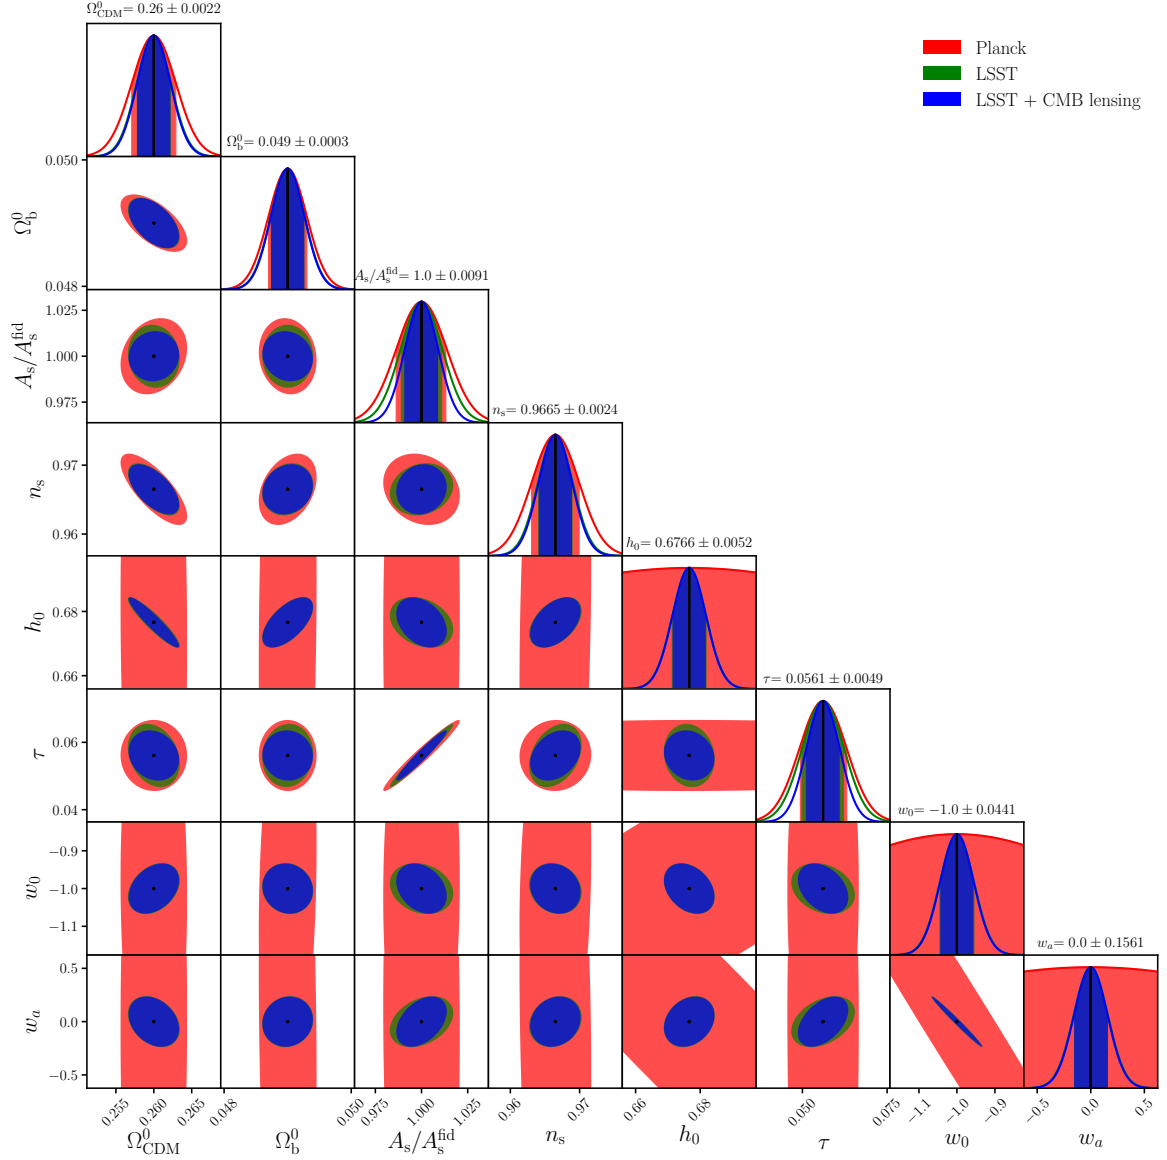 Ω⁰_CDM = 0.26 ± 0.0022
Planck
LSST
LSST + CMB lensing
Ω⁰_b = 0.049 ± 0.0003
0.050
Ω⁰_b
0.048
A_s/A_s^fid = 1.0 ± 0.0091
1.025
1.000
0.975
A_s/A_s^fid
n_s = 0.9665 ± 0.0024
0.97
0.96
n_s
h_0 = 0.6766 ± 0.0052
0.68
0.66
h_0
τ = 0.0561 ± 0.0049
0.06
0.04
τ
w_0 = −1.0 ± 0.0441
−0.9
−1.0
−1.1
w_0
w_a = 0.0 ± 0.1561
0.5
0.0
−0.5
w_a
0.255 0.260 0.265 0.048 0.050 0.975 1.000 1.025 0.96 0.97 0.66 0.68 0.050 0.075 −1.1 −1.0 −0.9 −0.5 0.0 0.5
Ω⁰_CDM Ω⁰_b A_s/A_s^fid n_s h_0 τ w_0 w_a